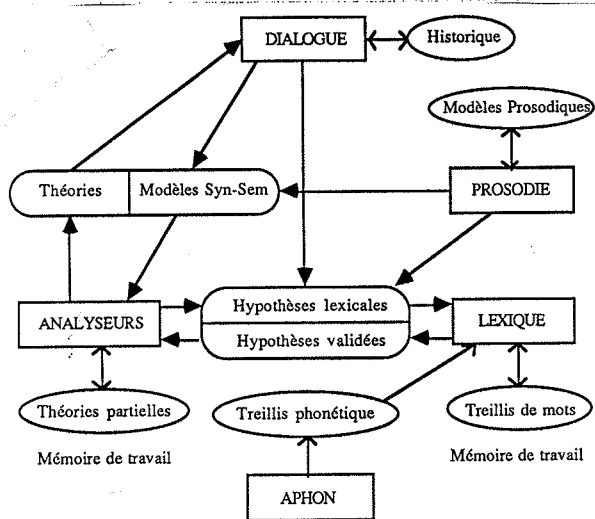 DIALOGUE
Historique
Modèles Prosodiques
Théories
Modèles Syn-Sem
PROSODIE
Hypothèses lexicales
ANALYSEURS
LEXIQUE
Hypothèses validées
Théories partielles
Treillis phonétique
Treillis de mots
Mémoire de travail
Mémoire de travail
APHON